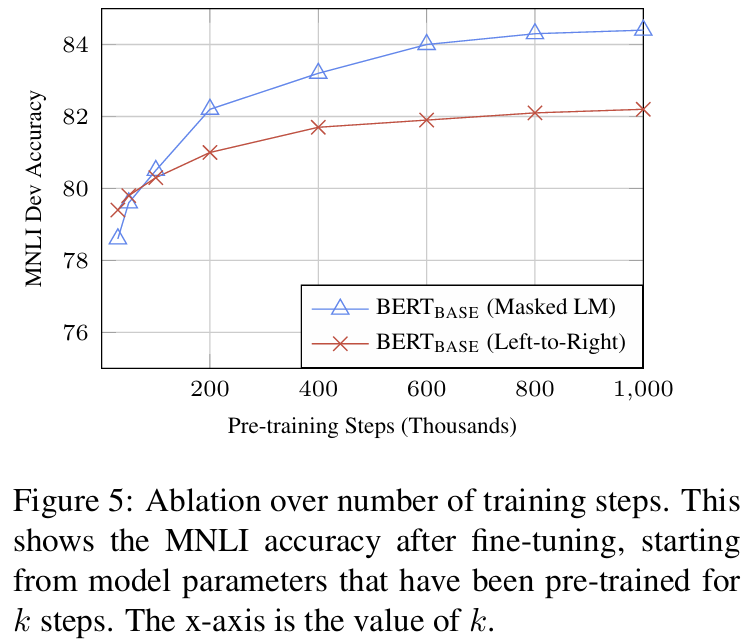 84
82
80
78
76
MNLI Dev Accuracy
BERT_BASE (Masked LM)
BERT_BASE (Left-to-Right)
200 400 600 800 1,000
Pre-training Steps (Thousands)
Figure 5: Ablation over number of training steps. This
shows the MNLI accuracy after fine-tuning, starting
from model parameters that have been pre-trained for
k steps. The x-axis is the value of k.